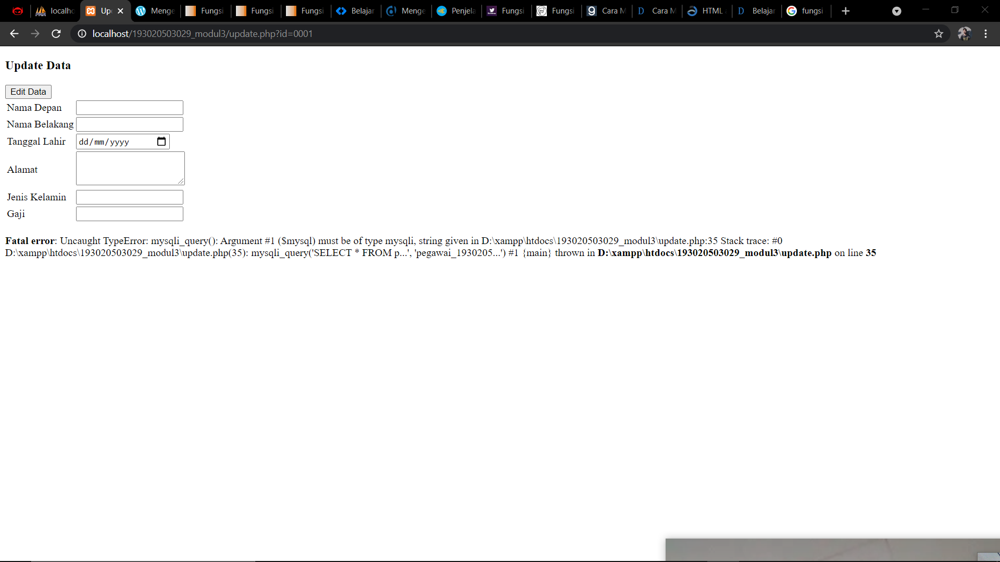 localho
Up
Menge
Fungsi
Fungsi
Fungsi
Belajar
Menge
Penjela
Fungsi
Fungsi
Cara M
Cara M
HTML
Belajar
fungsi
localhost/193020503029_modul3/update.php?id=0001
Update Data
Edit Data
Nama Depan
Nama Belakang
Tanggal Lahir dd/mm/yyyy
Alamat
Jenis Kelamin
Gaji
Fatal error: Uncaught TypeError: mysqli_query(): Argument #1 ($mysql) must be of type mysqli, string given in D:\xampp\htdocs\193020503029_modul3\update.php:35 Stack trace: #0
D:\xampp\htdocs\193020503029_modul3\update.php(35): mysqli_query('SELECT * FROM p...', 'pegawai_1930205...') #1 {main} thrown in D:\xampp\htdocs\193020503029_modul3\update.php on line 35